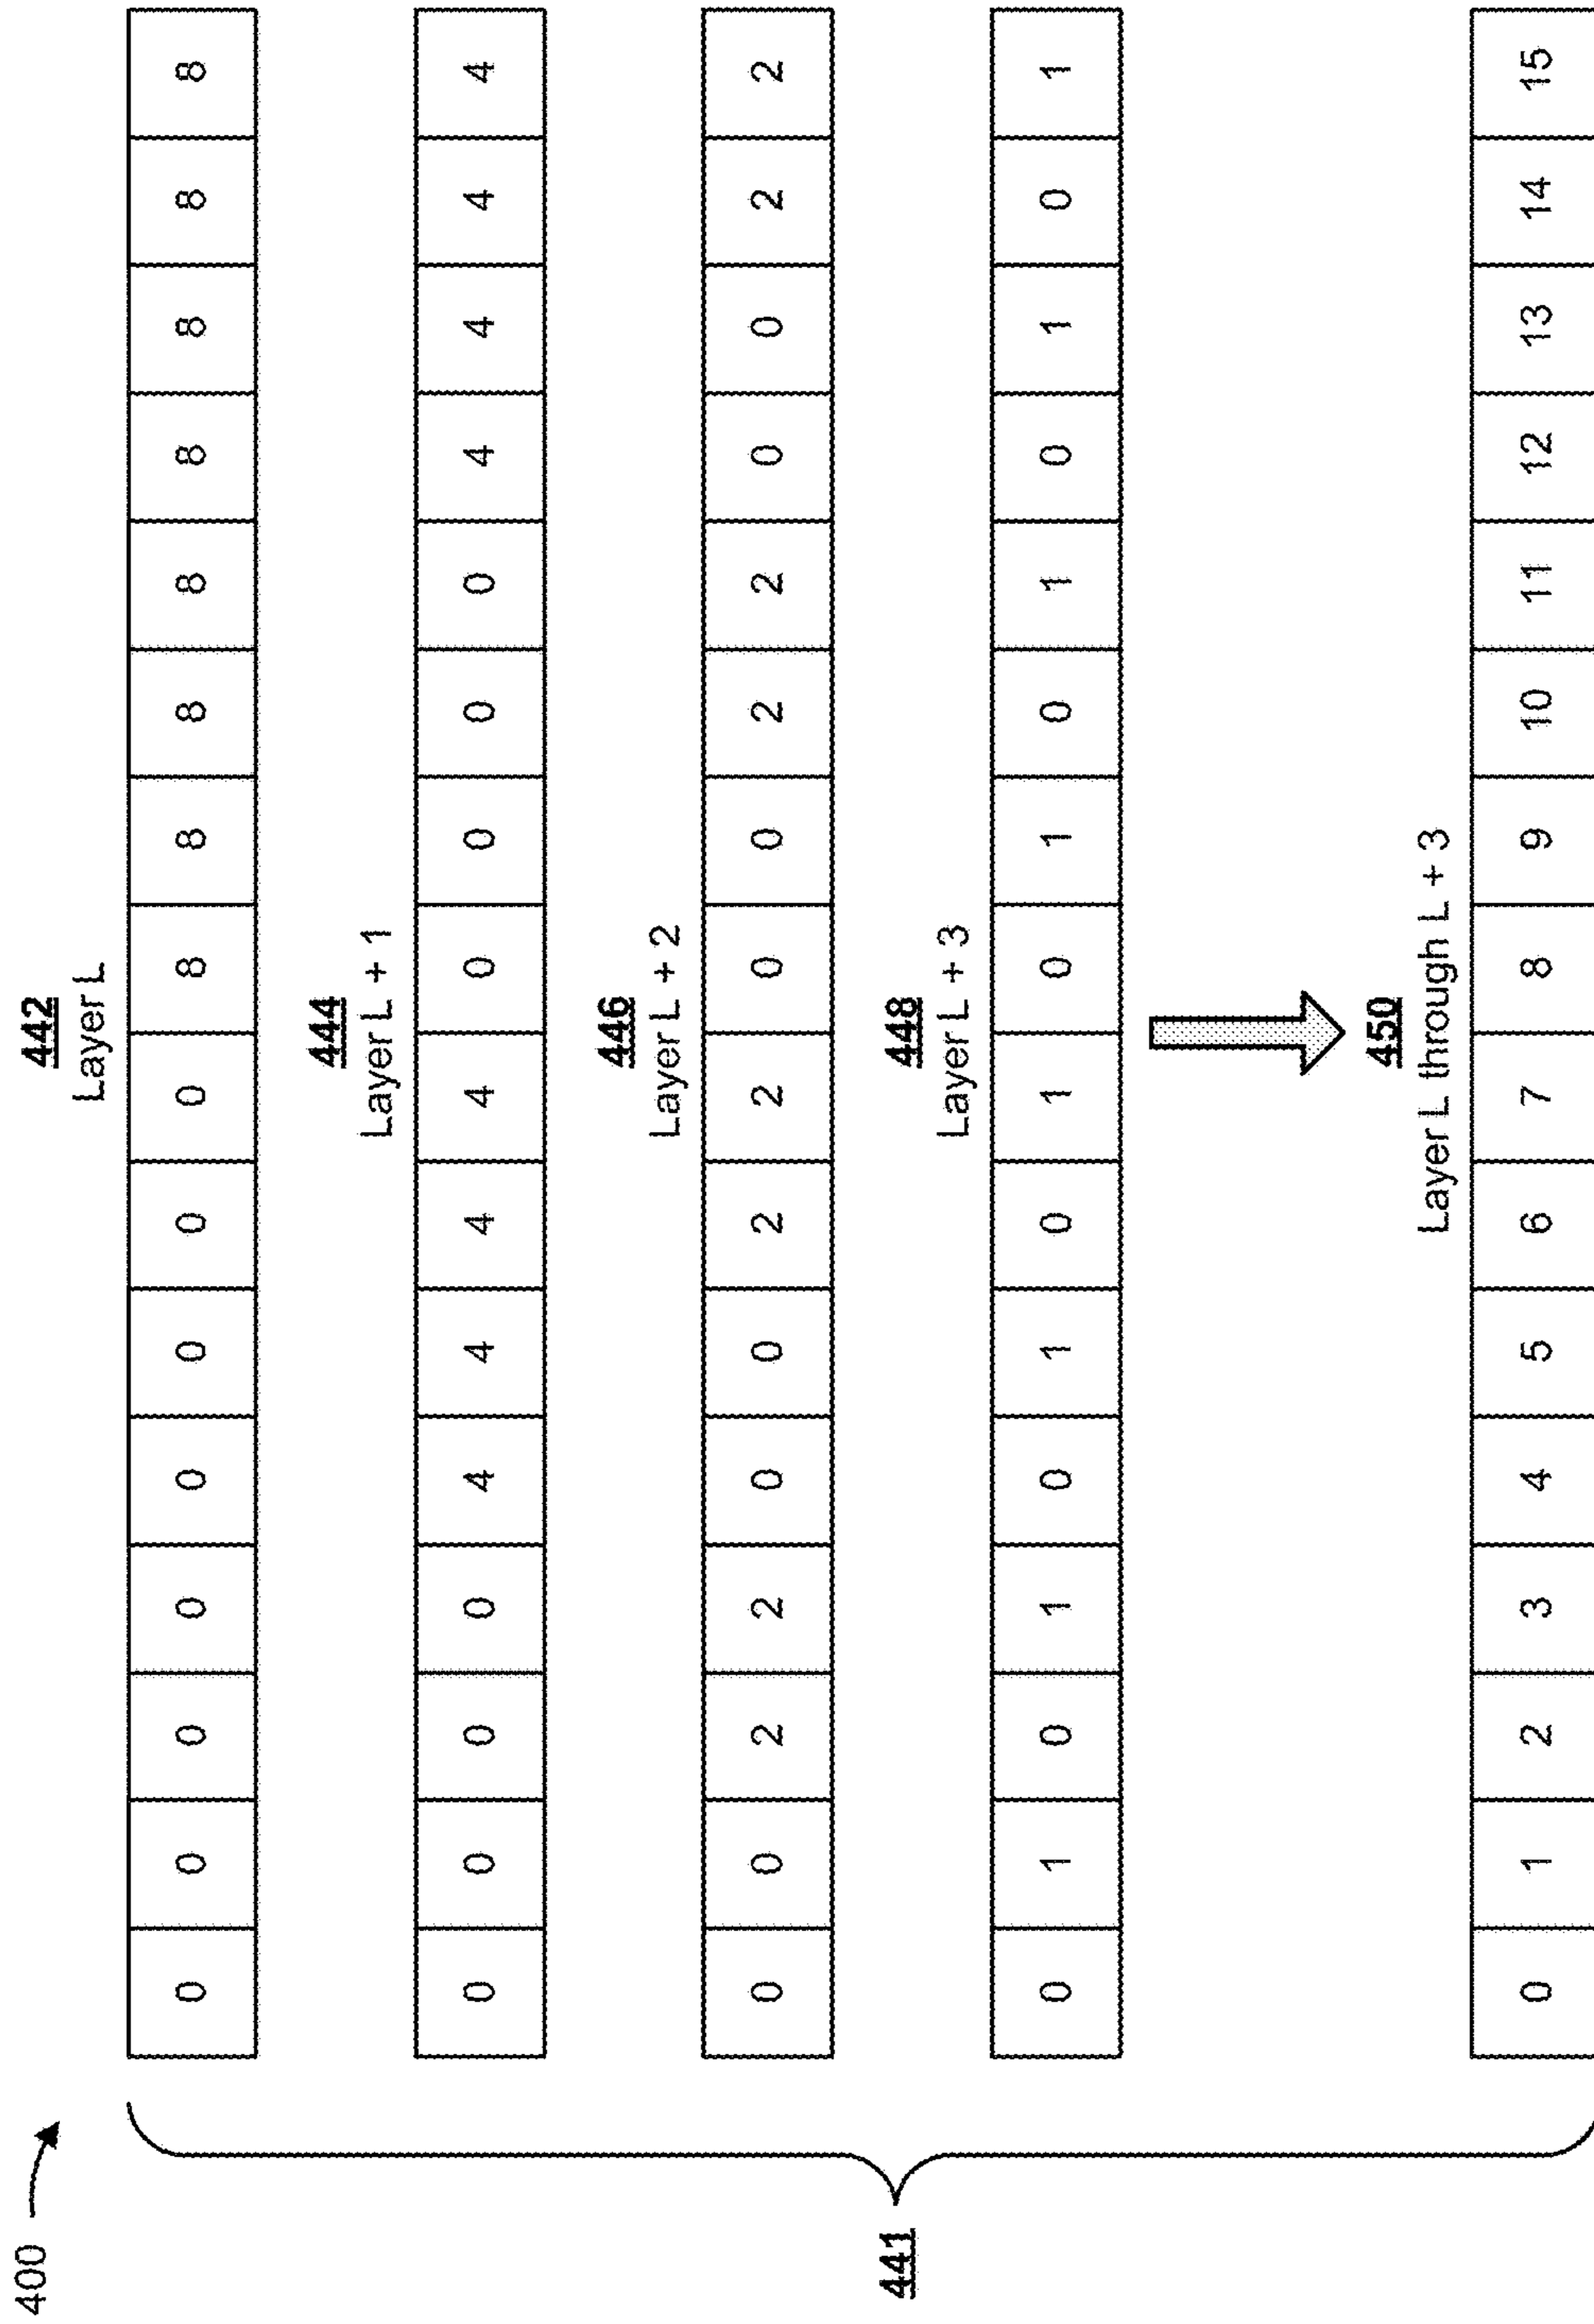 400
442
Layer L
0 0 0 0 0 0 0 0 8 8 8 8 8 8 8 8
444
Layer L + 1
0 0 0 0 4 4 4 4 0 0 0 0 4 4 4 4
446
Layer L + 2
0 0 2 2 0 0 2 2 0 0 2 2 0 0 2 2
441
448
Layer L + 3
0 1 0 1 0 1 0 1 0 1 0 1 0 1 0 1
450
Layer L through L + 3
0 1 2 3 4 5 6 7 8 9 10 11 12 13 14 15